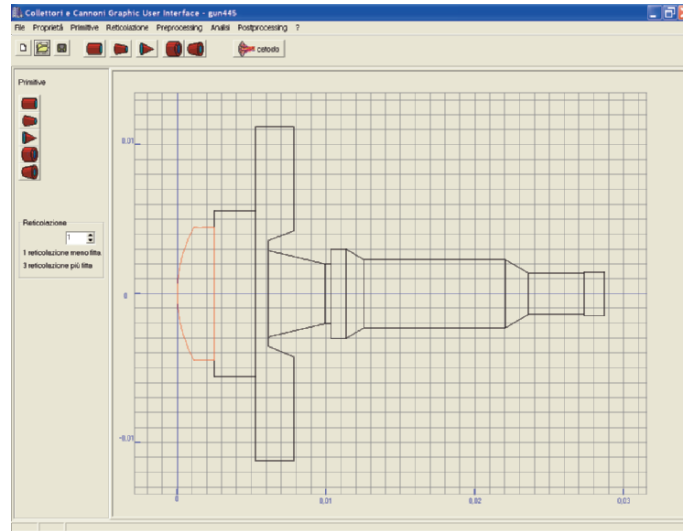 Collettori e Cannoni Graphic User Interface - gun445
File Proprietà Primitive Reticolazione Preprocessing Analisi Postprocessing ?
catodo
Primitive
Reticolazione
1
1 reticolazione meno fitta
3 reticolazione più fitta
0,01
0
-0,01
0 0,01 0,02 0,03